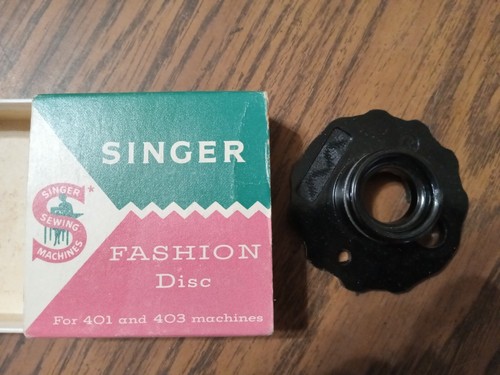 SINGER
SINGER *
SEWING
MACHINES
FASHION
Disc
For 401 and 403 machines